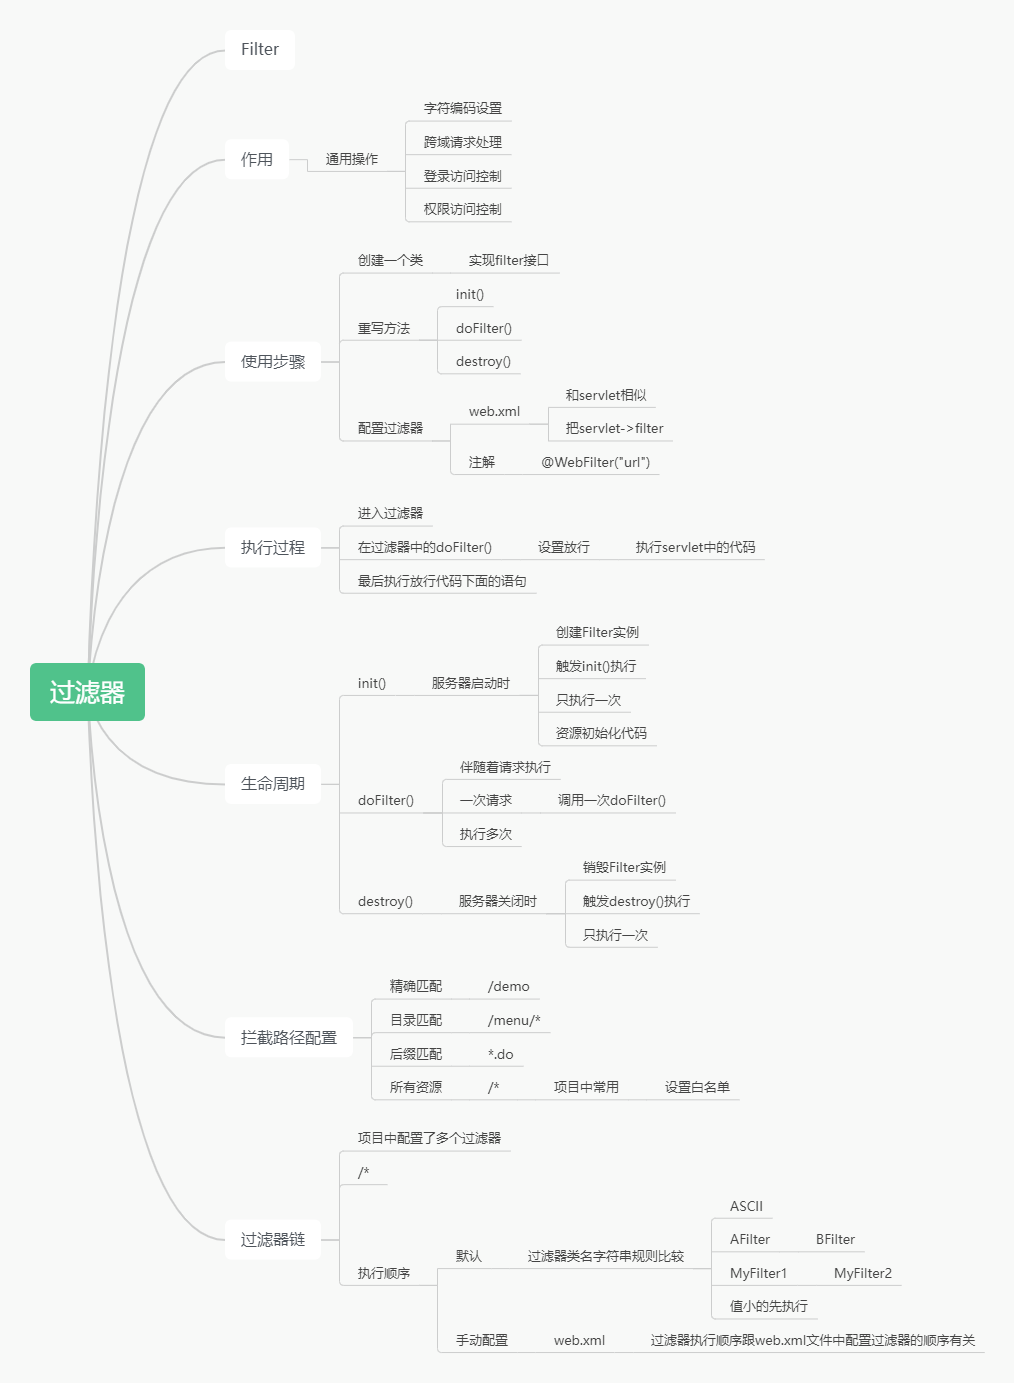 过滤器
Filter
作用
通用操作
字符编码设置
跨域请求处理
登录访问控制
权限访问控制
使用步骤
创建一个类
实现filter接口
重写方法
init()
doFilter()
destroy()
配置过滤器
web.xml
和servlet相似
把servlet->filter
注解
@WebFilter("url")
执行过程
进入过滤器
在过滤器中的doFilter()
设置放行
执行servlet中的代码
最后执行放行代码下面的语句
生命周期
init()
服务器启动时
创建Filter实例
触发init()执行
只执行一次
资源初始化代码
doFilter()
伴随着请求执行
一次请求
调用一次doFilter()
执行多次
destroy()
服务器关闭时
销毁Filter实例
触发destroy()执行
只执行一次
拦截路径配置
精确匹配
/demo
目录匹配
/menu/*
后缀匹配
*.do
所有资源
/*
项目中常用
设置白名单
过滤器链
项目中配置了多个过滤器
/*
执行顺序
默认
过滤器类名字符串规则比较
ASCII
AFilter
BFilter
MyFilter1
MyFilter2
值小的先执行
手动配置
web.xml
过滤器执行顺序跟web.xml文件中配置过滤器的顺序有关